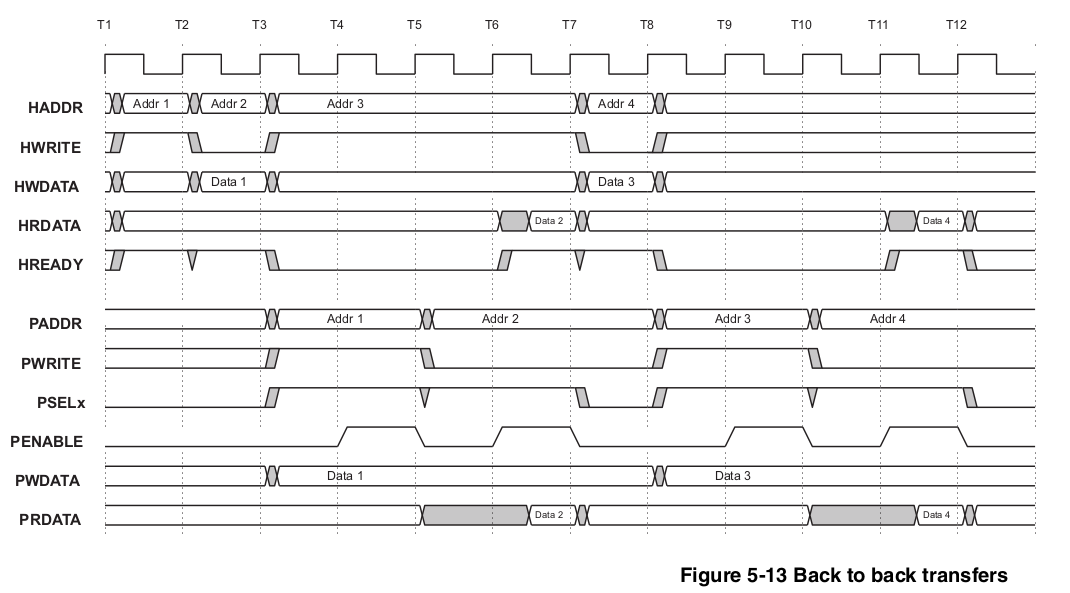 T1 T2 T3 T4 T5 T6 T7 T8 T9 T10 T11 T12
HADDR Addr 1 Addr 2 Addr 3 Addr 4
HWRITE
HWDATA Data 1 Data 3
HRDATA Data 2 Data 4
HREADY
PADDR Addr 1 Addr 2 Addr 3 Addr 4
PWRITE
PSELx
PENABLE
PWDATA Data 1 Data 3
PRDATA Data 2 Data 4
Figure 5-13 Back to back transfers